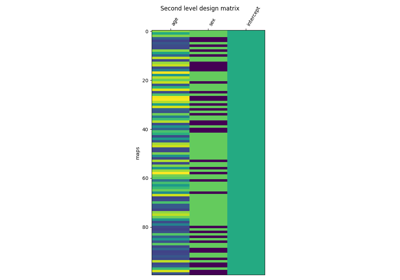 Second level design matrix
age
sex
intercept
maps
0
20
40
60
80